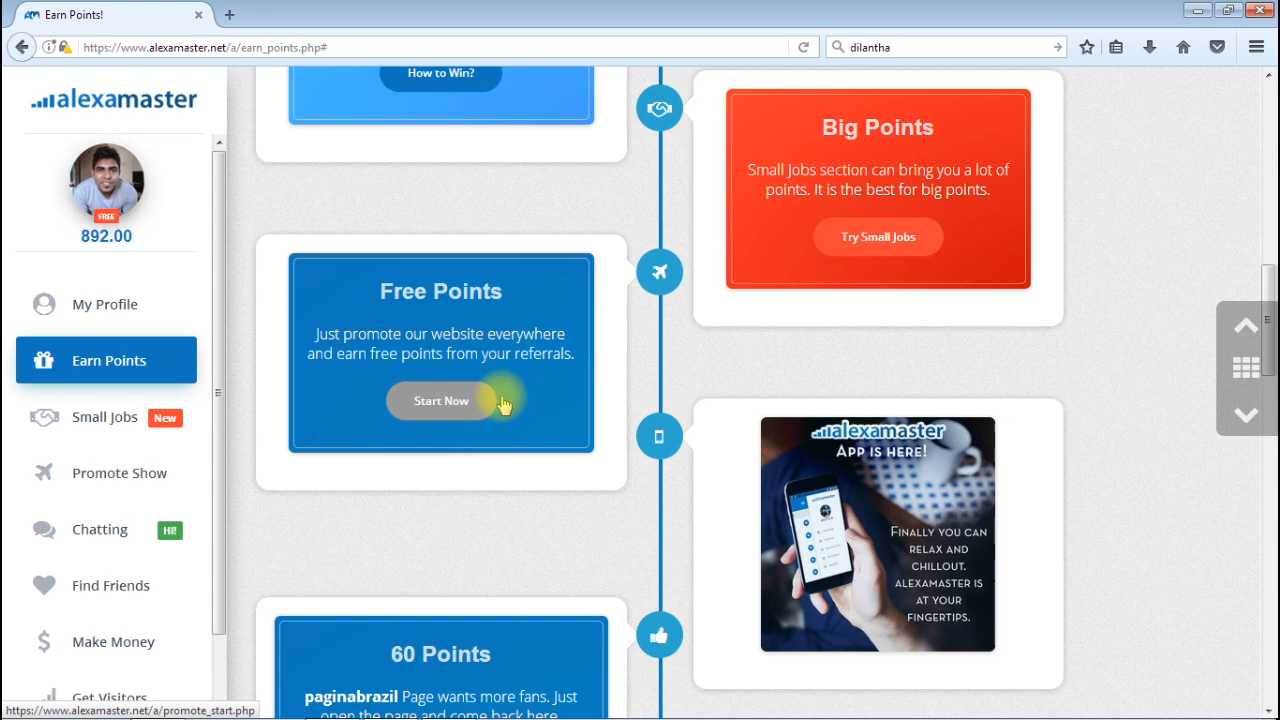 Earn Points!
https://www.alexamaster.net/a/earn_points.php#
dilantha
alexamaster
FREE
892.00
My Profile
Earn Points
Small Jobs New
Promote Show
Chatting HI!
Find Friends
Make Money
Get Visitors
How to Win?
Big Points
Small Jobs section can bring you a lot of
points. It is the best for big points.
Try Small Jobs
Free Points
Just promote our website everywhere
and earn free points from your referrals.
Start Now
alexamaster
APP IS HERE!
FINALLY YOU CAN
RELAX AND
CHILLOUT.
ALEXAMASTER IS
AT YOUR
FINGERTIPS.
60 Points
paginabrazil Page wants more fans. Just
open the page and come back here
https://www.alexamaster.net/a/promote_start.php